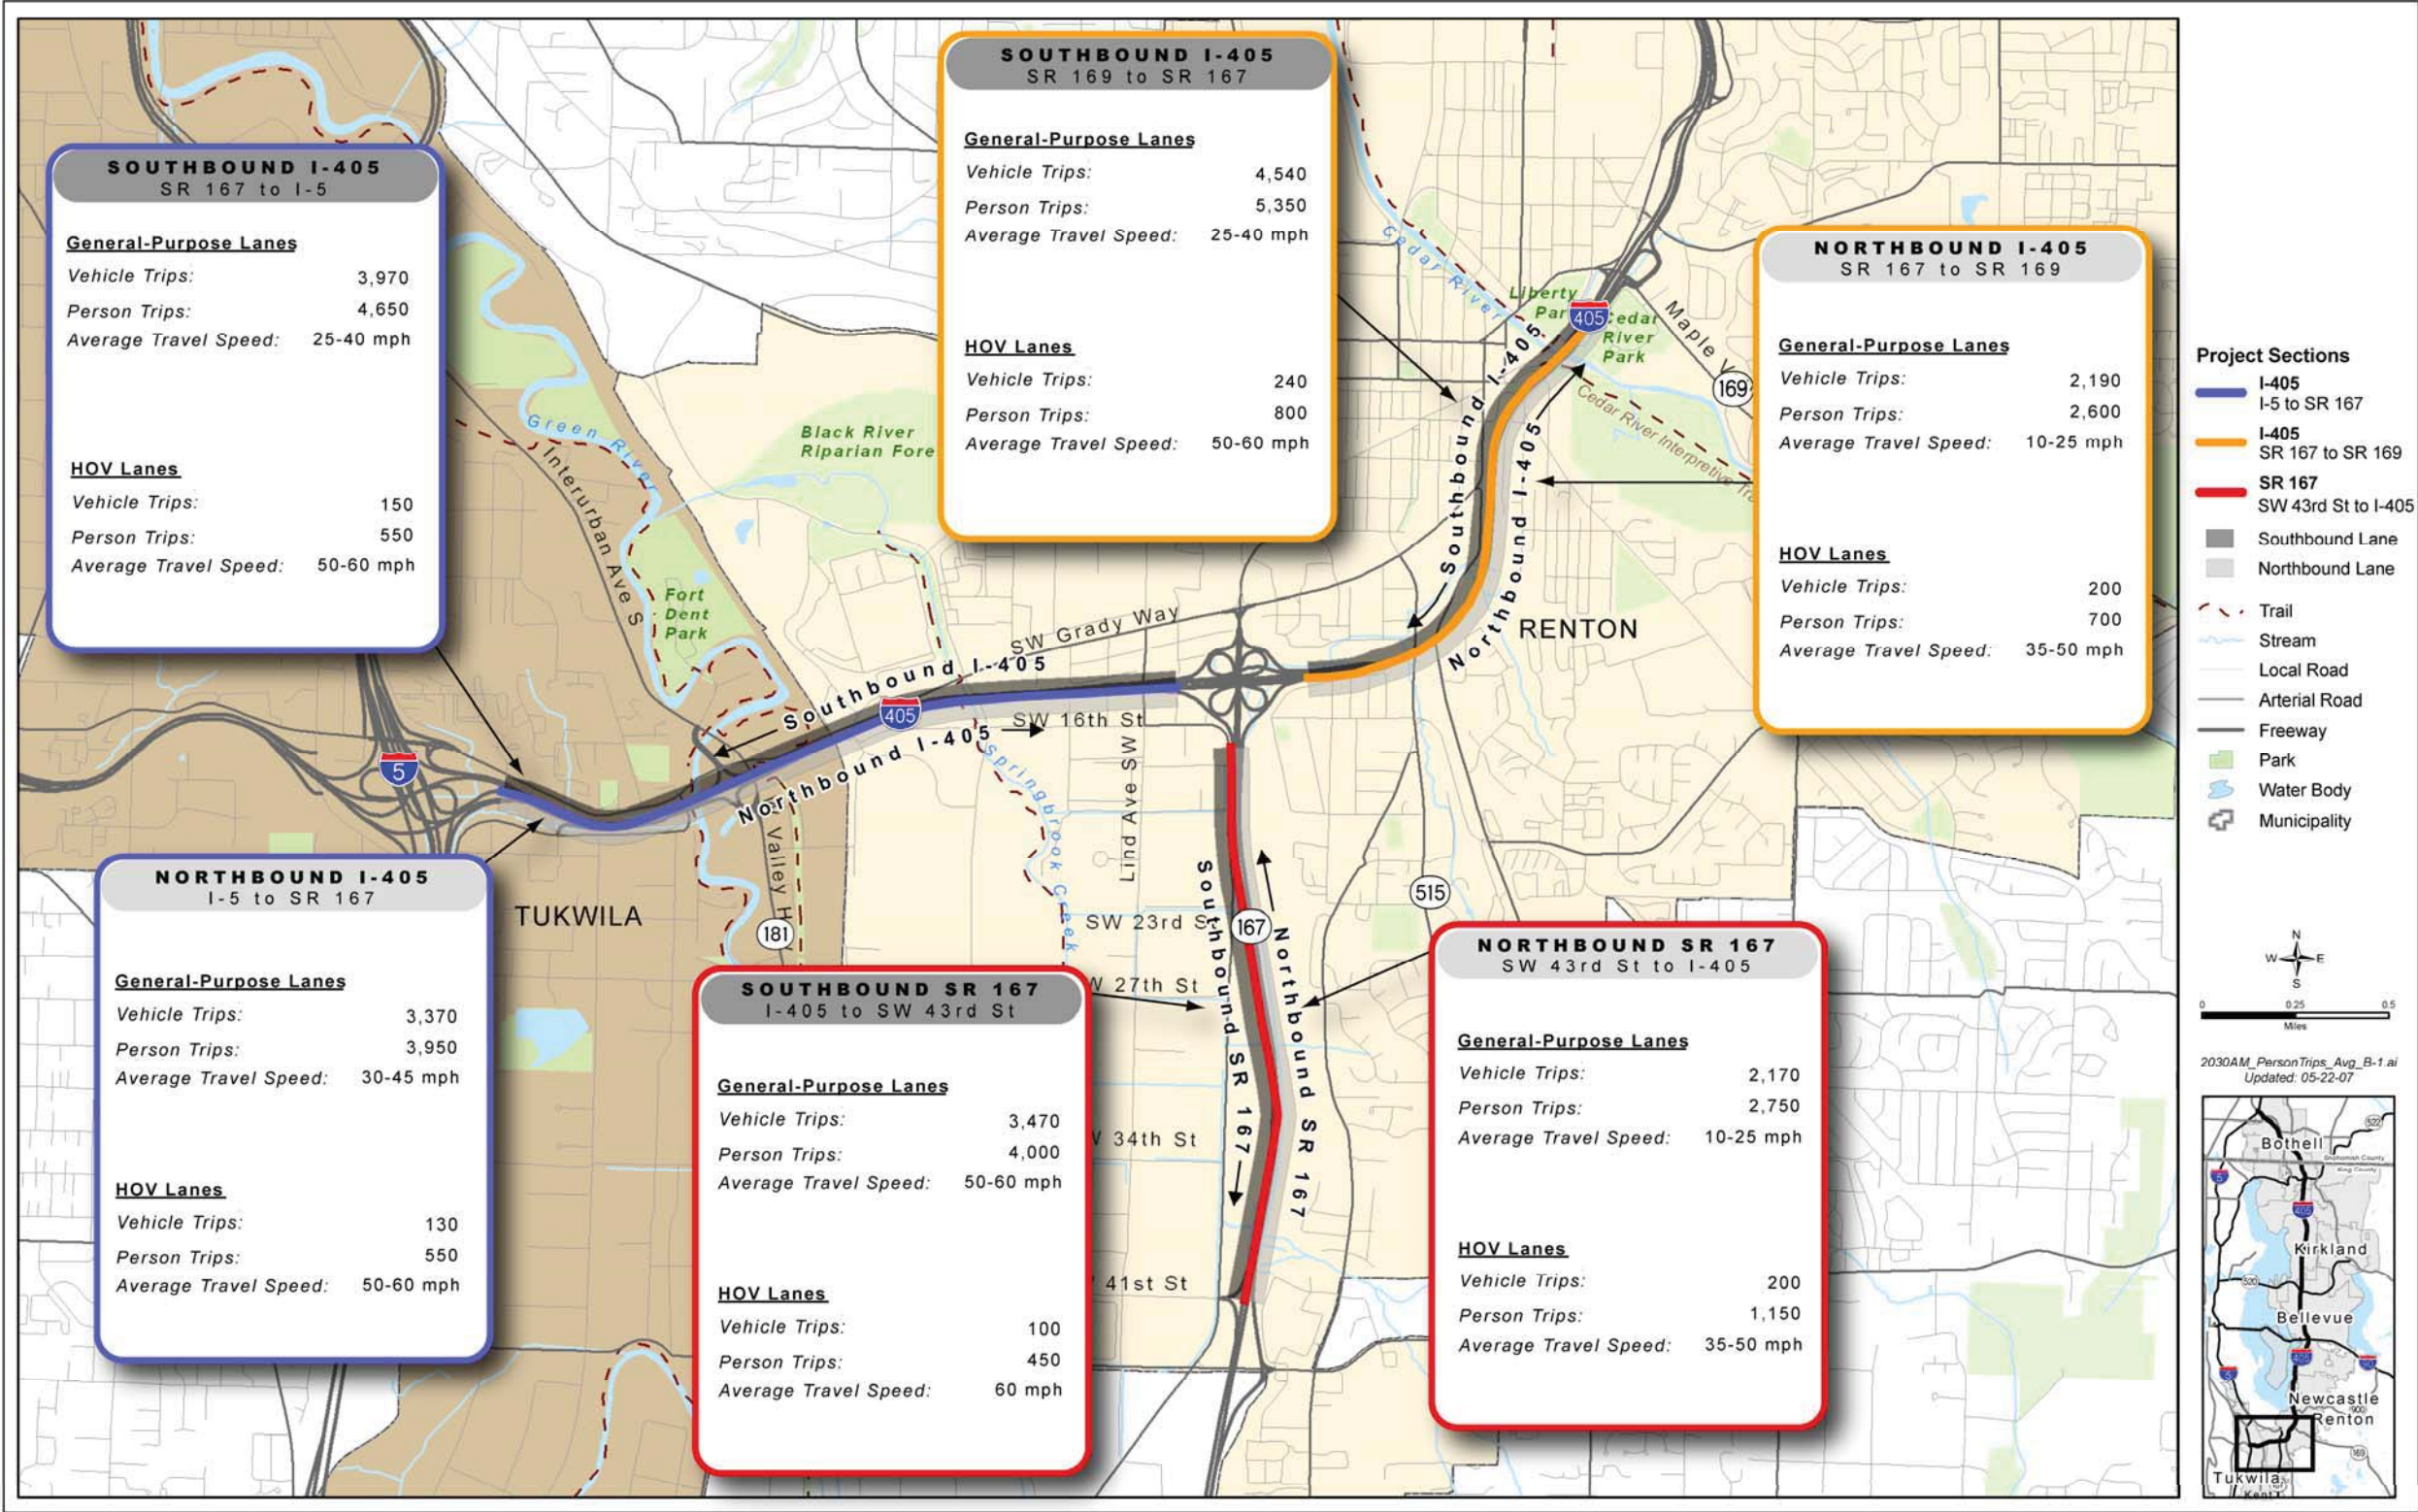 SOUTHBOUND I-405
SR 167 to I-5
General-Purpose Lanes
Vehicle Trips: 3,970
Person Trips: 4,650
Average Travel Speed: 25-40 mph
HOV Lanes
Vehicle Trips: 150
Person Trips: 550
Average Travel Speed: 50-60 mph
SOUTHBOUND I-405
SR 169 to SR 167
General-Purpose Lanes
Vehicle Trips: 4,540
Person Trips: 5,350
Average Travel Speed: 25-40 mph
HOV Lanes
Vehicle Trips: 240
Person Trips: 800
Average Travel Speed: 50-60 mph
NORTHBOUND I-405
SR 167 to SR 169
General-Purpose Lanes
Vehicle Trips: 2,190
Person Trips: 2,600
Average Travel Speed: 10-25 mph
HOV Lanes
Vehicle Trips: 200
Person Trips: 700
Average Travel Speed: 35-50 mph
NORTHBOUND I-405
I-5 to SR 167
General-Purpose Lanes
Vehicle Trips: 3,370
Person Trips: 3,950
Average Travel Speed: 30-45 mph
HOV Lanes
Vehicle Trips: 130
Person Trips: 550
Average Travel Speed: 50-60 mph
SOUTHBOUND SR 167
I-405 to SW 43rd St
General-Purpose Lanes
Vehicle Trips: 3,470
Person Trips: 4,000
Average Travel Speed: 50-60 mph
HOV Lanes
Vehicle Trips: 100
Person Trips: 450
Average Travel Speed: 60 mph
NORTHBOUND SR 167
SW 43rd St to I-405
General-Purpose Lanes
Vehicle Trips: 2,170
Person Trips: 2,750
Average Travel Speed: 10-25 mph
HOV Lanes
Vehicle Trips: 200
Person Trips: 1,150
Average Travel Speed: 35-50 mph
Green River
Interurban Ave S
Black River
Riparian Fore
Fort
Dent
Park
Cedar River
Liberty
Par
405
edar
River
Park
Maple V
169
Cedar River Interpretive Tra
Southbound I-405
Northbound I-405
RENTON
SW Grady Way
Southbound I-405
405
SW 16th St
Northbound I-405
5
Springbrook Creek
Lind Ave SW
Valley H
181
TUKWILA
SW 23rd S
167
515
W 27th St
Southbound SR 167
Northbound SR 167
W 34th St
41st St
Project Sections
I-405
I-5 to SR 167
I-405
SR 167 to SR 169
SR 167
SW 43rd St to I-405
Southbound Lane
Northbound Lane
Trail
Stream
Local Road
Arterial Road
Freeway
Park
Water Body
Municipality
N
W E
S
0 0.25 0.5
Miles
2030AM_PersonTrips_Avg_B-1.ai
Updated: 05-22-07
522
Bothell
Snohomish County
King County
5
405
Kirkland
520
Bellevue
405
90
5
Newcastle
900
Renton
169
Tukwila
Kent